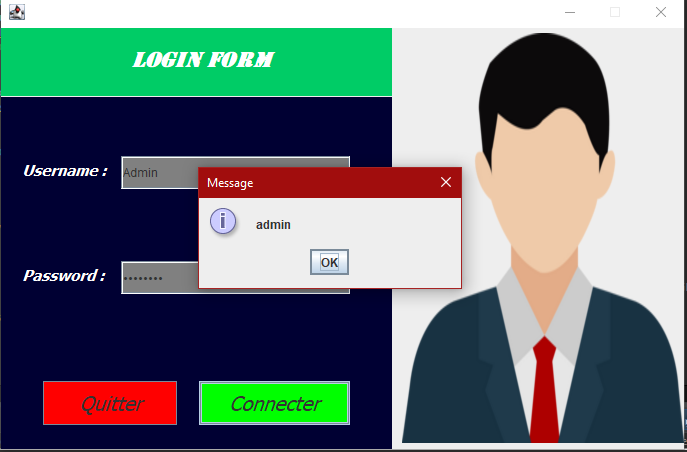 LOGIN FORM
Username :
Admin
Message
admin
OK
Password :
••••••••
Quitter
Connecter